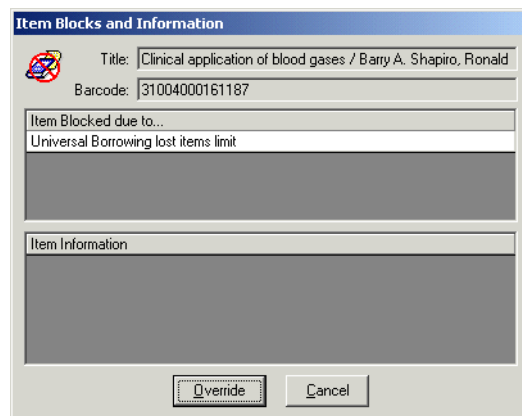 Item Blocks and Information
Title: Clinical application of blood gases / Barry A. Shapiro, Ronald
Barcode: 31004000161187
Item Blocked due to...
Universal Borrowing lost items limit
Item Information
Override Cancel